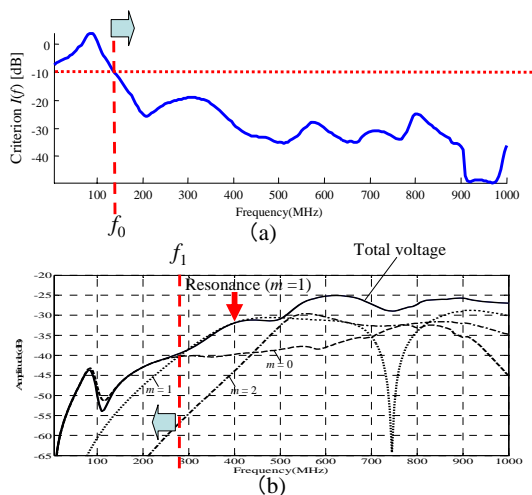 (a)
0
-10
-20
-30
-40
Criterion I(f) [dB]
100 200 300 400 500 600 700 800 900 1000
Frequency(MHz)
f0
(a)
f1
Total voltage
-20
-25
-30
-35
-40
-45
-50
-55
-60
-65
Amplitud(dB)
Resonance (m =1)
m = 0
m = 1
m = 2
100 200 300 400 500 600 700 800 900 1000
Frequency(MHz)
(b)